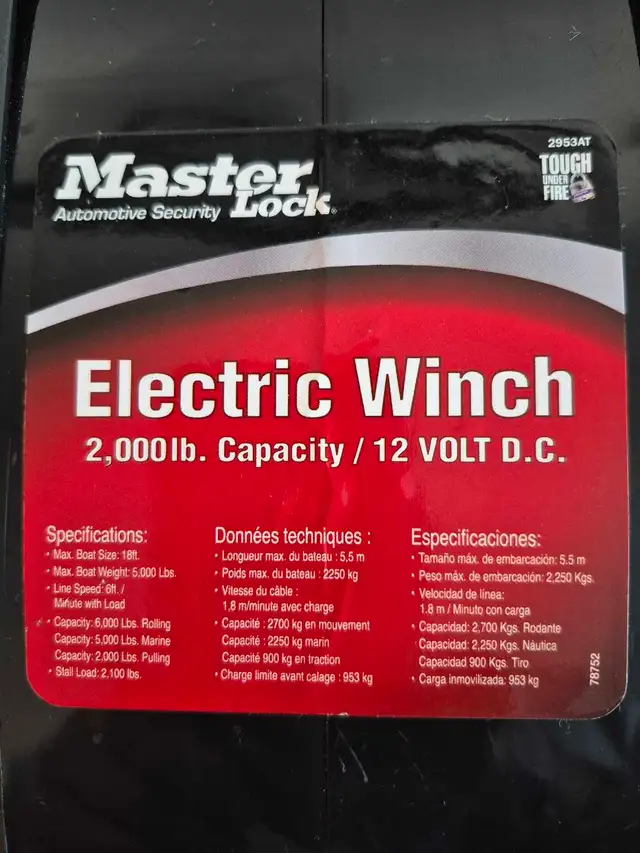 2953AT
Master Lock®
Automotive Security
TOUGH
UNDER
FIRE
Electric Winch
2,000lb. Capacity / 12 VOLT D.C.
Specifications:
• Max. Boat Size: 18ft.
• Max. Boat Weight: 5,000 Lbs.
• Line Speed: 6ft. /
Minute with Load
• Capacity: 6,000 Lbs. Rolling
Capacity: 5,000 Lbs. Marine
Capacity: 2,000 Lbs. Pulling
• Stall Load: 2,100 lbs.
Données techniques :
• Longueur max. du bateau : 5,5 m
• Poids max. du bateau : 2250 kg
• Vitesse du câble :
1,8 m/minute avec charge
• Capacité : 2700 kg en mouvement
Capacité : 2250 kg marin
Capacité 900 kg en traction
• Charge limite avant calage : 953 kg
Especificaciones:
• Tamaño máx. de embarcación: 5.5 m
• Peso máx. de embarcación: 2,250 Kgs.
• Velocidad de línea:
1.8 m / Minuto con carga
• Capacidad: 2,700 Kgs. Rodante
Capacidad: 2,250 Kgs. Náutica
Capacidad 900 Kgs. Tiro
• Carga inmovilizada: 953 kg
78752